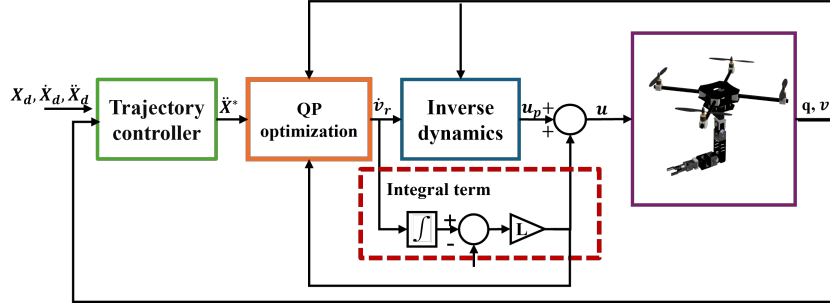 X_d, Ẋ_d, Ẍ_d
Trajectory
controller
Ẍ*
QP
optimization
v̇_r
Inverse
dynamics
u_p
+
+
u
q, v
Integral term
∫
+
-
L